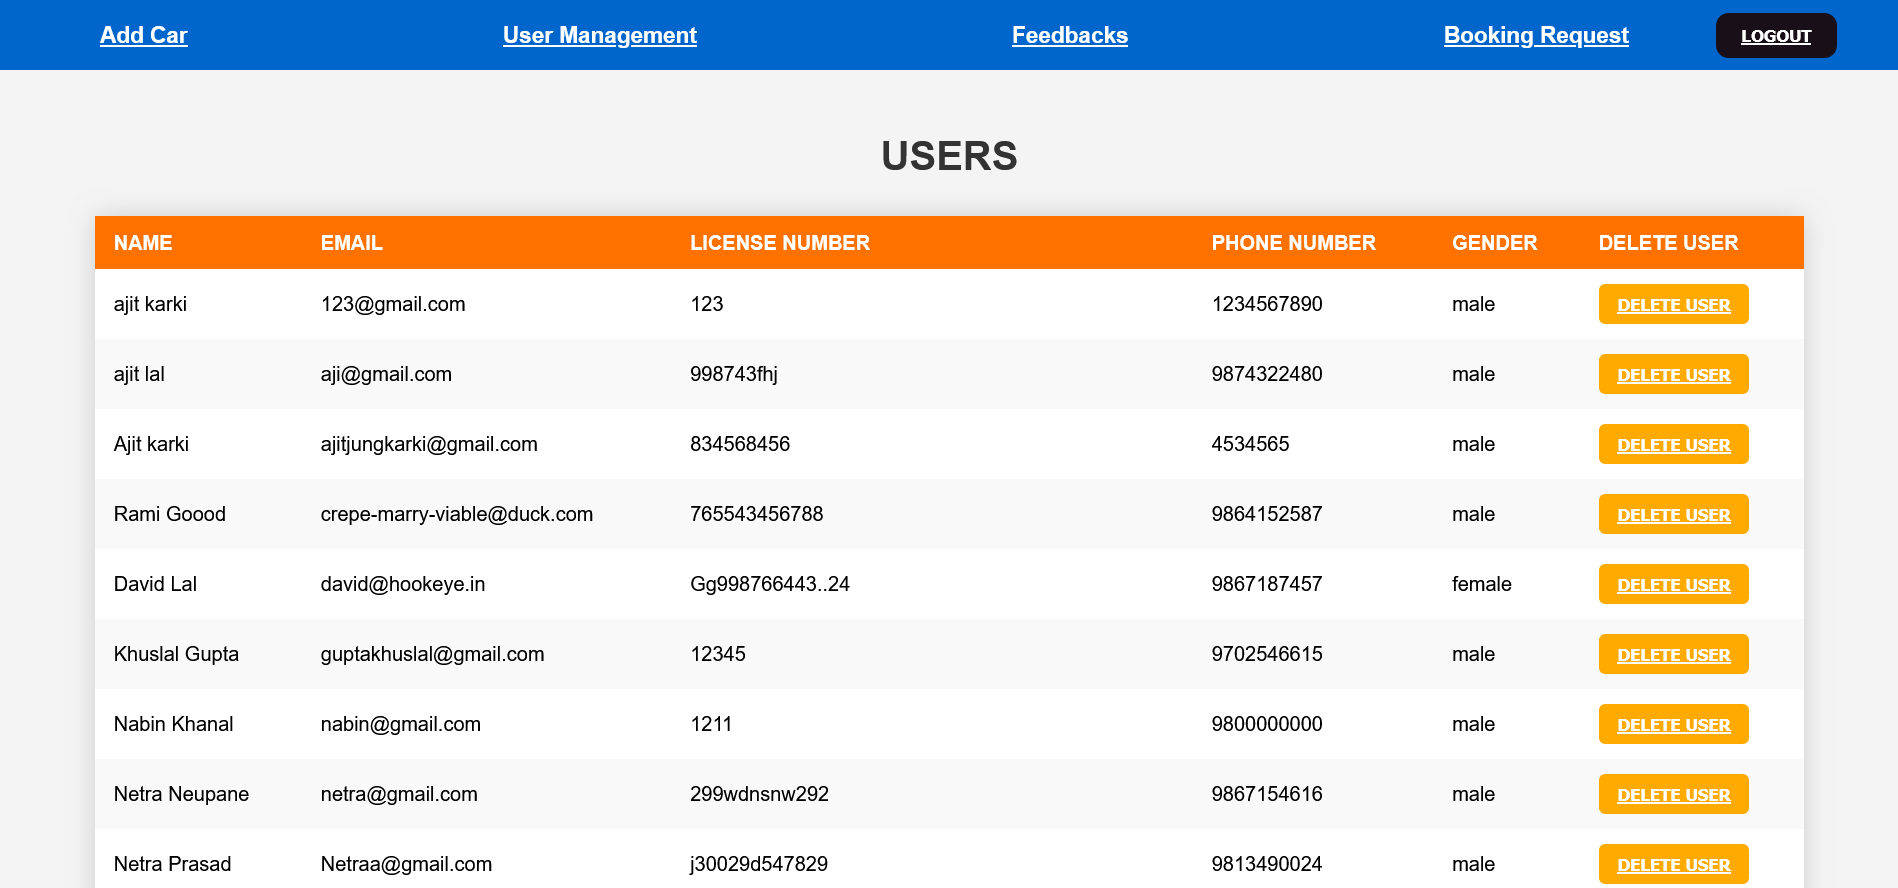 Add Car User Management Feedbacks Booking Request LOGOUT
USERS
NAME EMAIL LICENSE NUMBER PHONE NUMBER GENDER DELETE USER
ajit karki 123@gmail.com 123 1234567890 male DELETE USER
ajit lal aji@gmail.com 998743fhj 9874322480 male DELETE USER
Ajit karki ajitjungkarki@gmail.com 834568456 4534565 male DELETE USER
Rami Goood crepe-marry-viable@duck.com 765543456788 9864152587 male DELETE USER
David Lal david@hookeye.in Gg998766443..24 9867187457 female DELETE USER
Khuslal Gupta guptakhuslal@gmail.com 12345 9702546615 male DELETE USER
Nabin Khanal nabin@gmail.com 1211 9800000000 male DELETE USER
Netra Neupane netra@gmail.com 299wdnsnw292 9867154616 male DELETE USER
Netra Prasad Netraa@gmail.com j30029d547829 9813490024 male DELETE USER